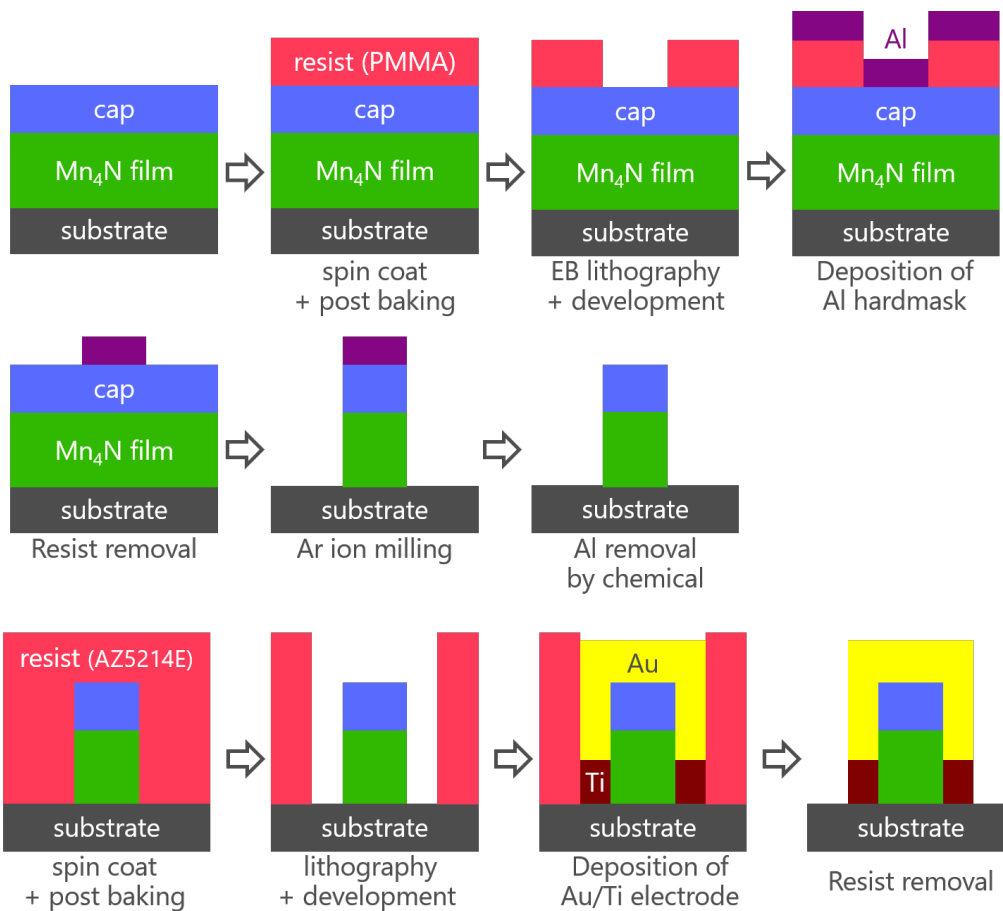 cap
Mn₄N film
substrate
resist (PMMA)
cap
Mn₄N film
substrate
spin coat
+ post baking
cap
Mn₄N film
substrate
EB lithography
+ development
Al
cap
Mn₄N film
substrate
Deposition of
Al hardmask
cap
Mn₄N film
substrate
Resist removal
substrate
Ar ion milling
substrate
Al removal
by chemical
resist (AZ5214E)
substrate
spin coat
+ post baking
substrate
lithography
+ development
Au
Ti
substrate
Deposition of
Au/Ti electrode
substrate
Resist removal